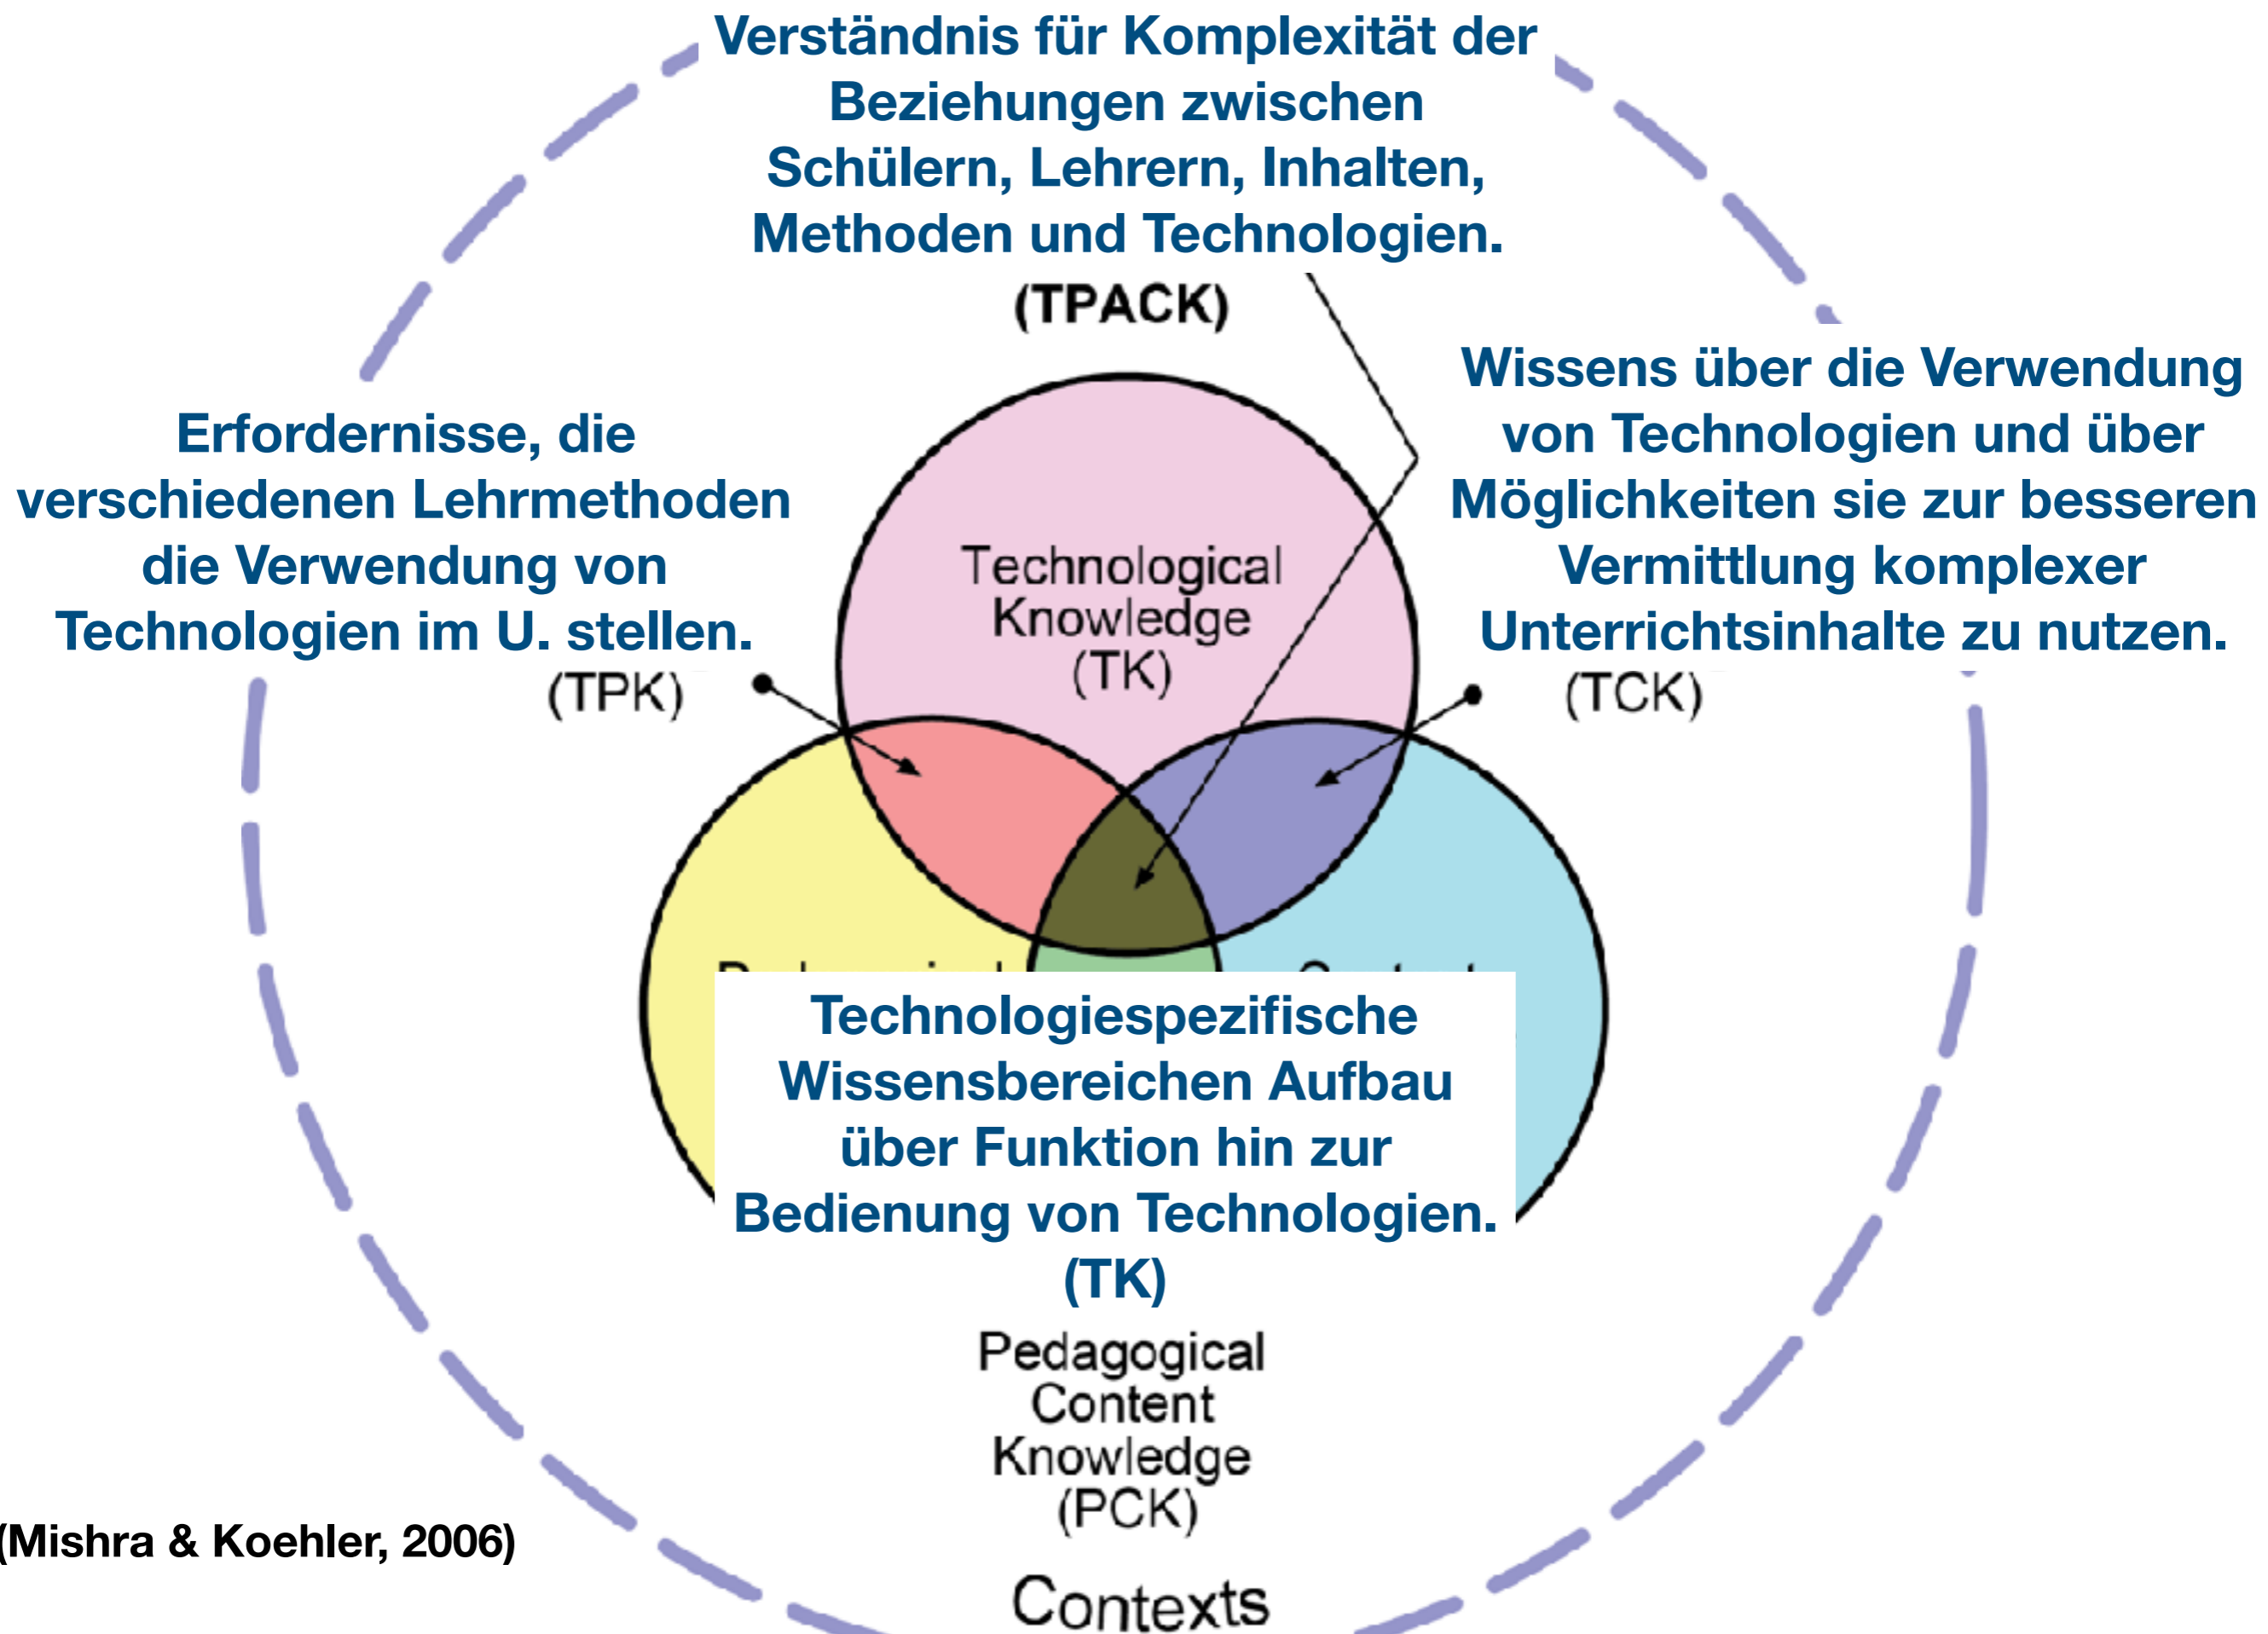 Verständnis für Komplexität der
Beziehungen zwischen
Schülern, Lehrern, Inhalten,
Methoden und Technologien.
(TPACK)
Erfordernisse, die
verschiedenen Lehrmethoden
die Verwendung von
Technologien im U. stellen.
(TPK)
Wissens über die Verwendung
von Technologien und über
Möglichkeiten sie zur besseren
Vermittlung komplexer
Unterrichtsinhalte zu nutzen.
(TCK)
Technological
Knowledge
(TK)
Technologiespezifische
Wissensbereichen Aufbau
über Funktion hin zur
Bedienung von Technologien.
(TK)
Pedagogical
Content
Knowledge
(PCK)
(Mishra & Koehler, 2006)
Contexts